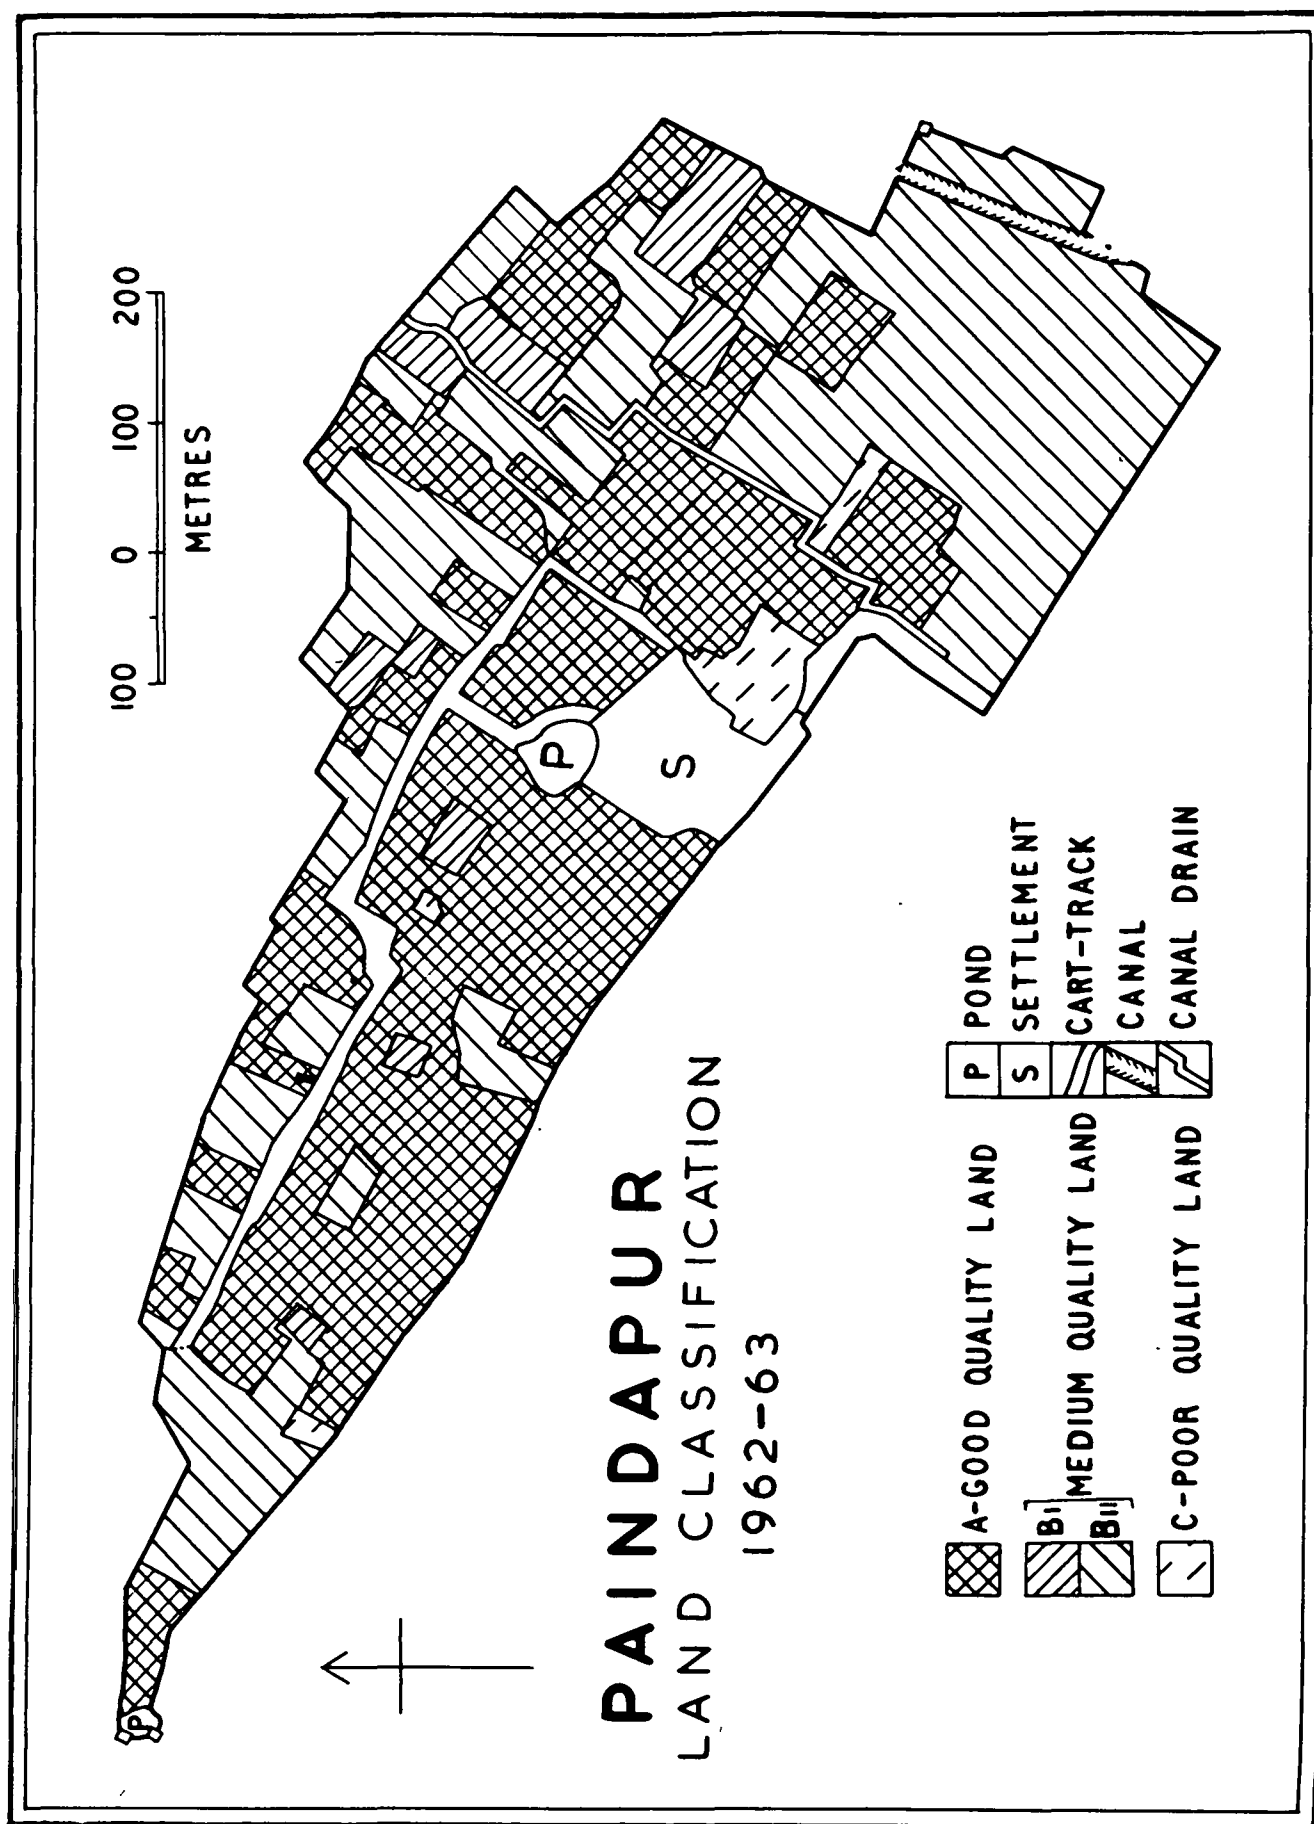 100 0 100 200
METRES
P
P
S
PAINDAPUR
LAND CLASSIFICATION
1962-63
A-GOOD QUALITY LAND
BI
BII
MEDIUM QUALITY LAND
C-POOR QUALITY LAND
P POND
S SETTLEMENT
CART-TRACK
CANAL
CANAL DRAIN